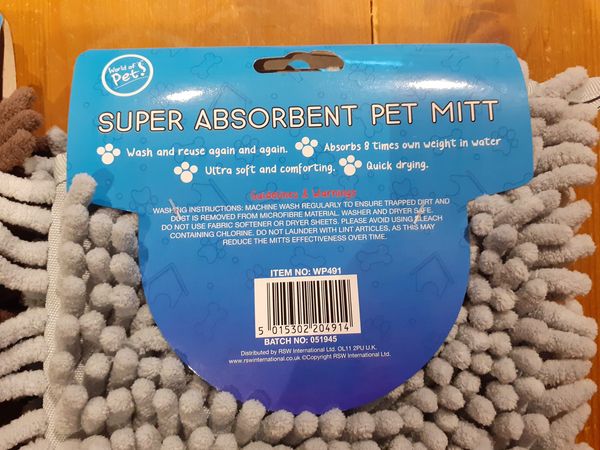 World of
Pets
SUPER ABSORBENT PET MITT
Wash and reuse again and again. Absorbs 8 times own weight in water
Ultra soft and comforting. Quick drying.
Guidelines & Warnings
WASHING INSTRUCTIONS: MACHINE WASH REGULARLY TO ENSURE TRAPPED DIRT AND
DUST IS REMOVED FROM MICROFIBRE MATERIAL. WASHER AND DRYER SAFE.
DO NOT USE FABRIC SOFTENER OR DRYER SHEETS. PLEASE AVOID USING BLEACH
CONTAINING CHLORINE. DO NOT LAUNDER WITH LINT ARTICLES, AS THIS MAY
REDUCE THE MITTS EFFECTIVENESS OVER TIME.
ITEM NO: WP491
5 015302 204914
BATCH NO: 051945
Distributed by RSW International Ltd. OL11 2PU U.K.
www.rswinternational.co.uk ©Copyright RSW International Ltd.